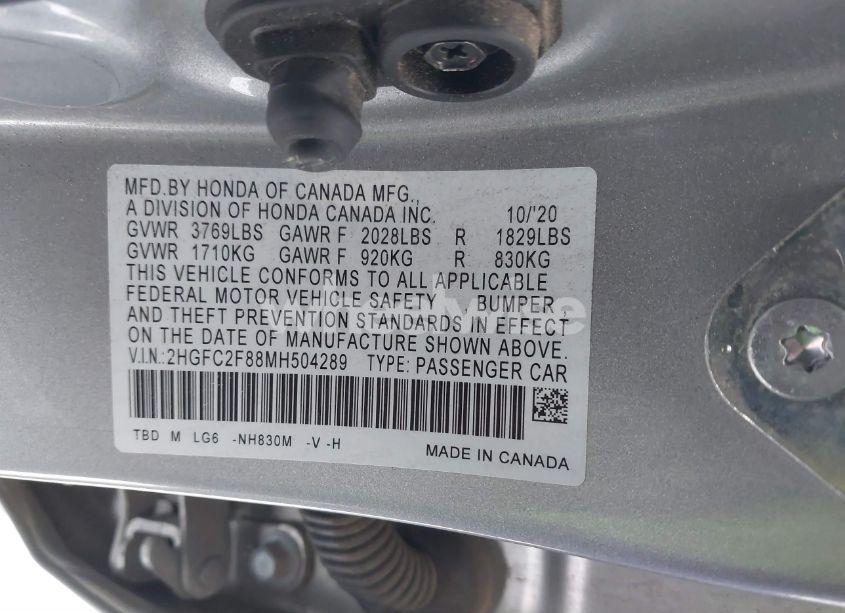 MFD.BY HONDA OF CANADA MFG.,
A DIVISION OF HONDA CANADA INC. 10/'20
GVWR 3769LBS GAWR F 2028LBS R 1829LBS
GVWR 1710KG GAWR F 920KG R 830KG
THIS VEHICLE CONFORMS TO ALL APPLICABLE
FEDERAL MOTOR VEHICLE SAFETY BUMPER,
AND THEFT PREVENTION STANDARDS IN EFFECT
ON THE DATE OF MANUFACTURE SHOWN ABOVE.
V.I.N.:2HGFC2F88MH504289 TYPE: PASSENGER CAR
TBD M LG6 -NH830M -V -H
MADE IN CANADA